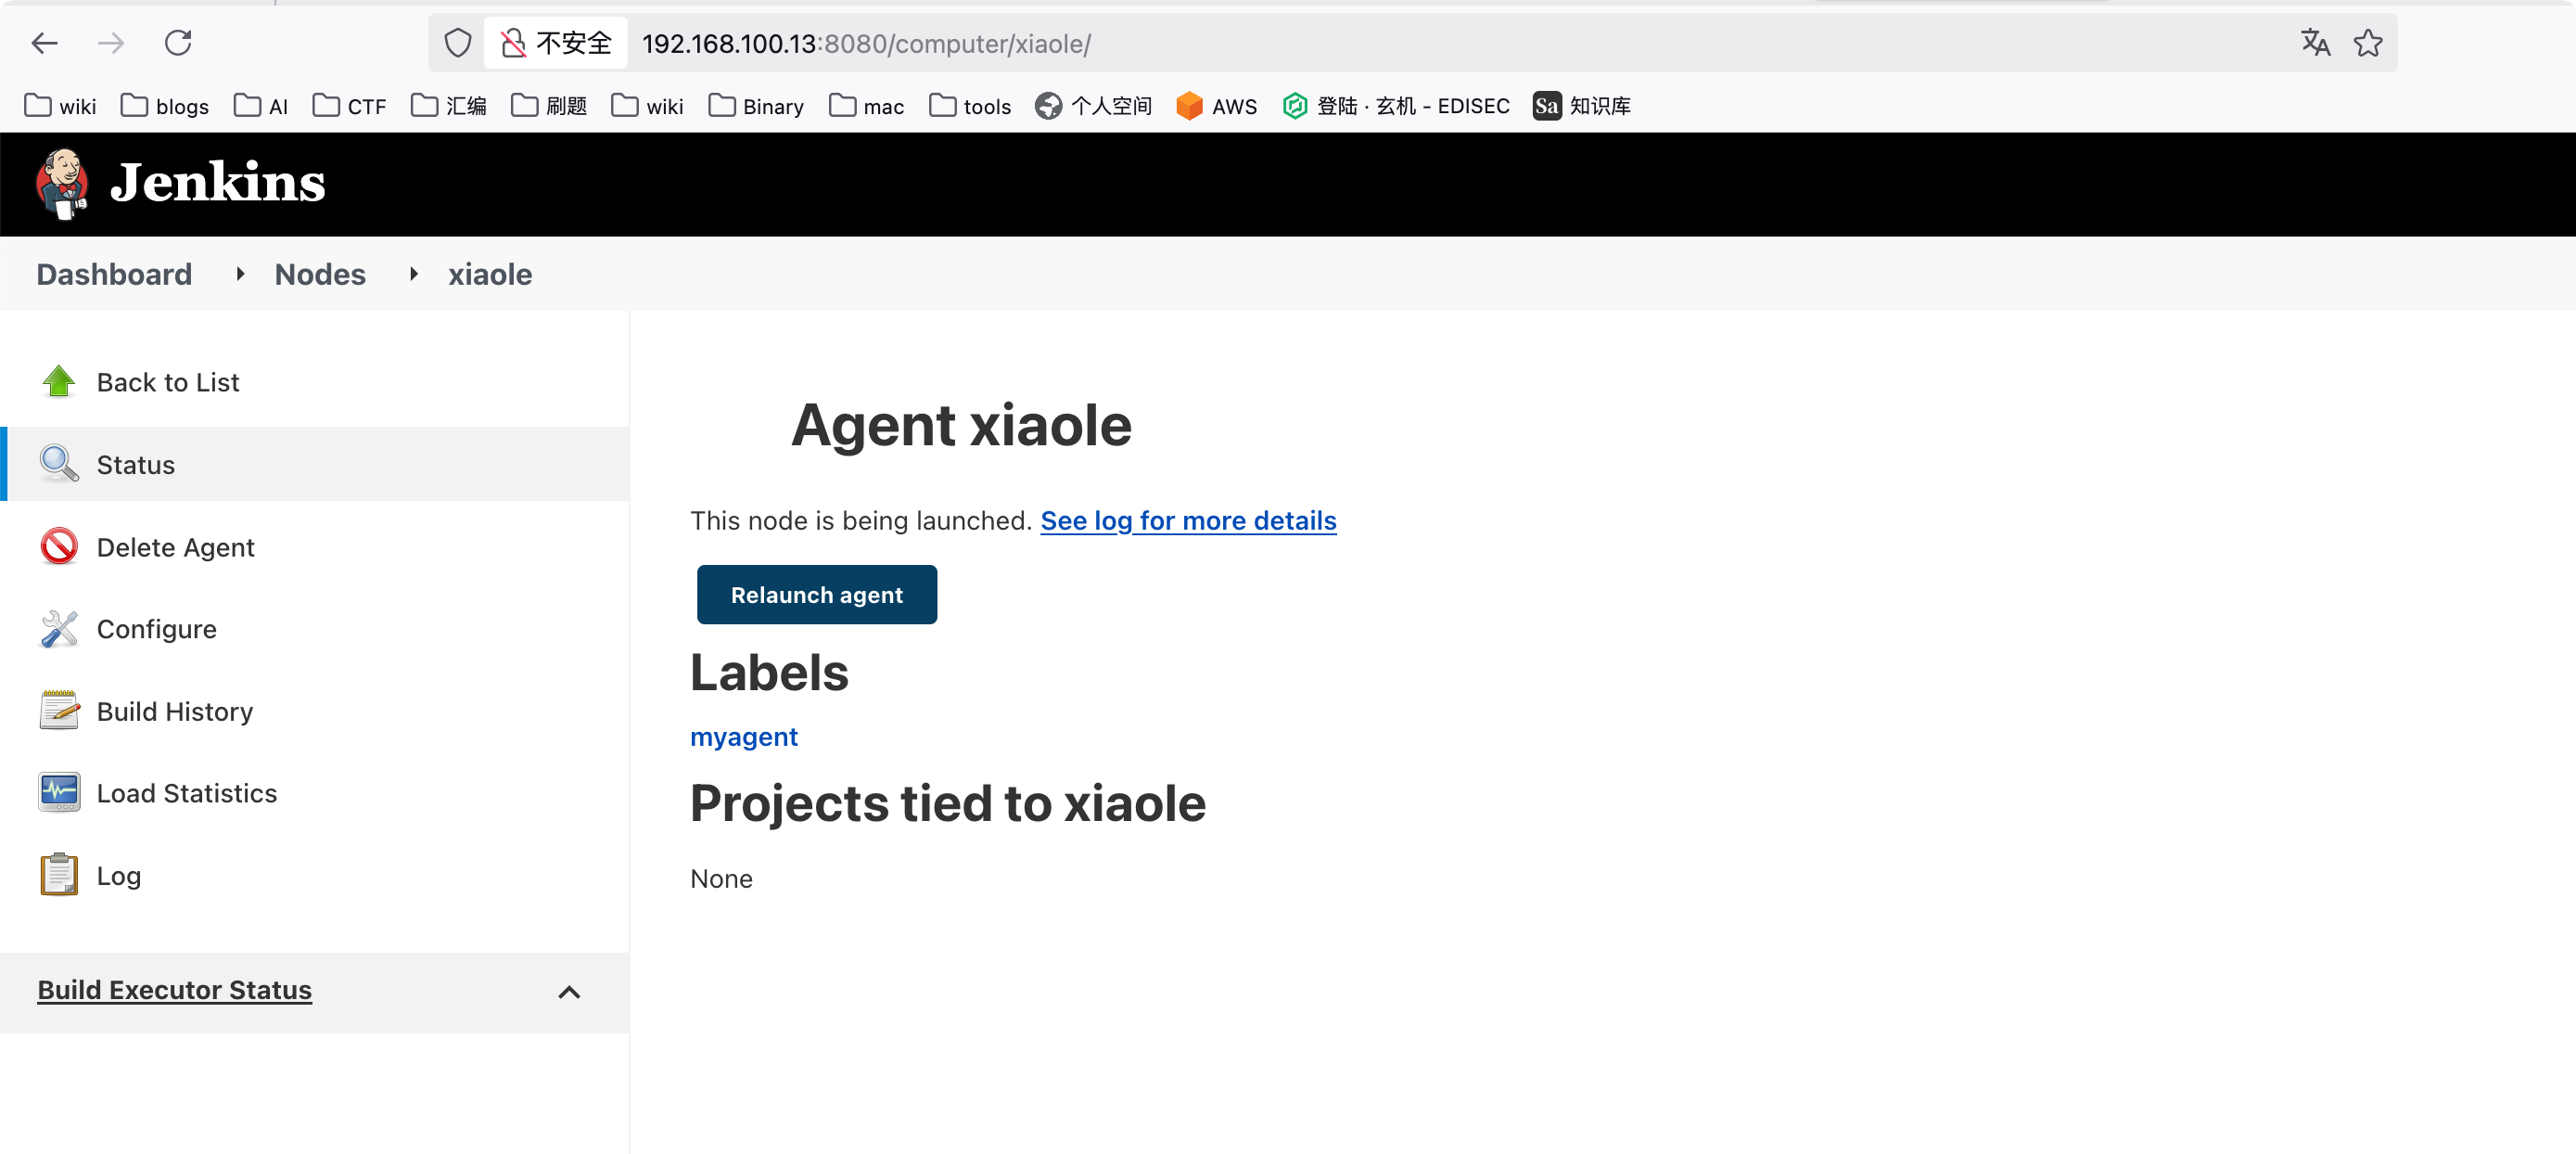 不安全 192.168.100.13:8080/computer/xiaole/
wiki blogs AI CTF 汇编 刷题 wiki Binary mac tools 个人空间 AWS 登陆 · 玄机 - EDISEC Sa 知识库
Jenkins
Dashboard Nodes xiaole
Back to List
Status
Delete Agent
Configure
Build History
Load Statistics
Log
Build Executor Status
Agent xiaole
This node is being launched. See log for more details
Relaunch agent
Labels
myagent
Projects tied to xiaole
None